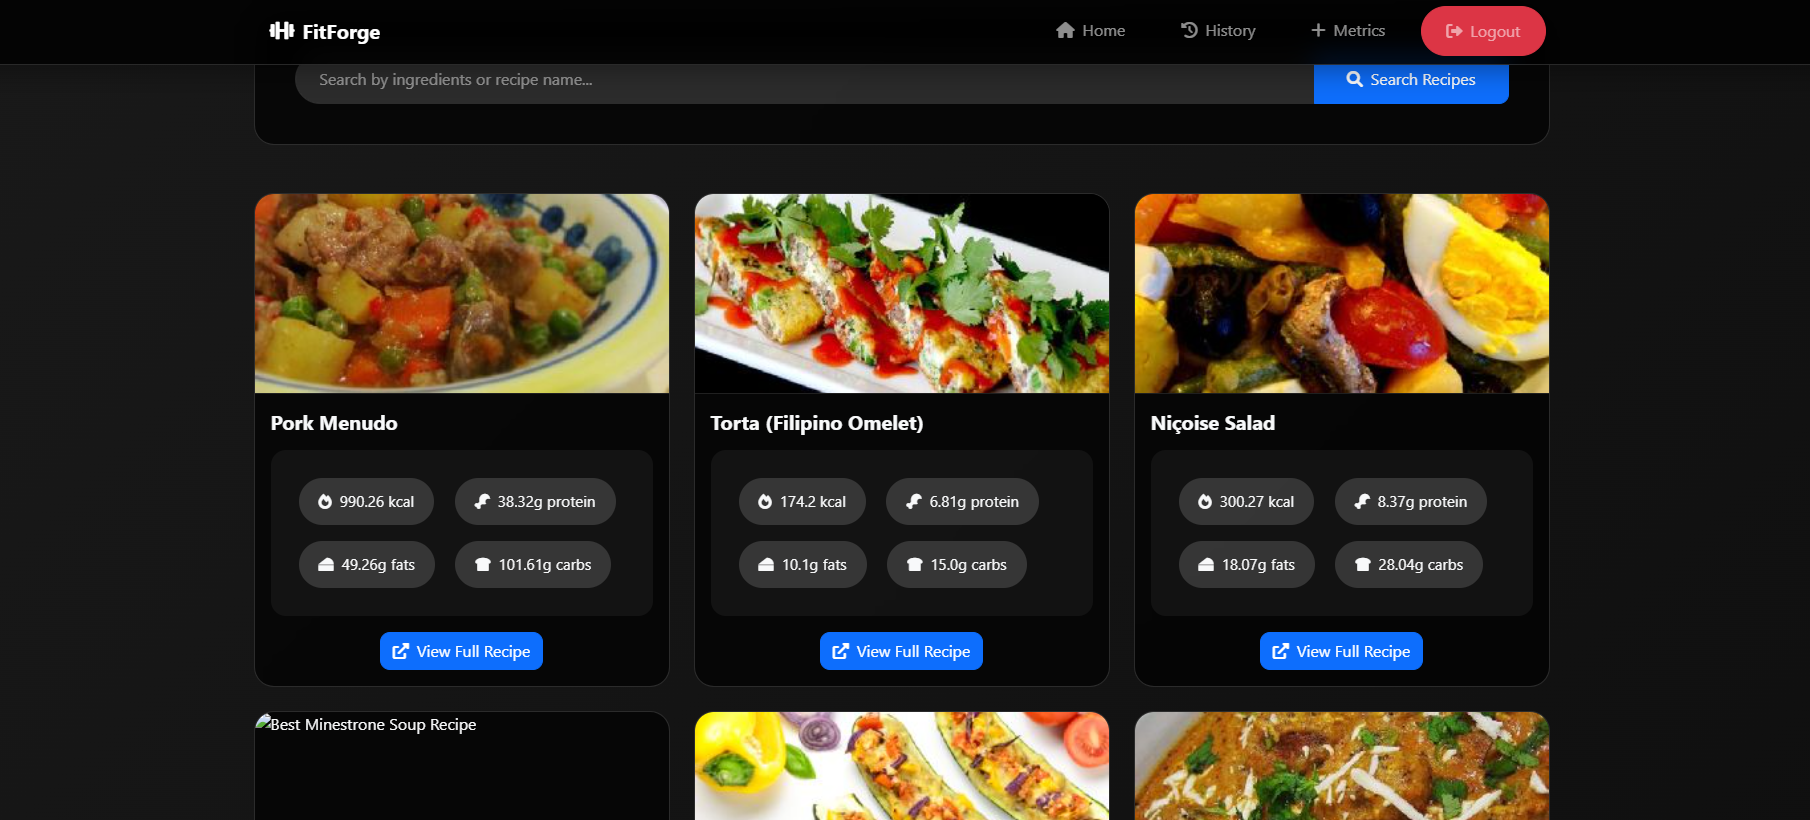 FitForge
Home
History
Metrics
Logout
Search by ingredients or recipe name...
Search Recipes
Pork Menudo
990.26 kcal
38.32g protein
49.26g fats
101.61g carbs
View Full Recipe
Torta (Filipino Omelet)
174.2 kcal
6.81g protein
10.1g fats
15.0g carbs
View Full Recipe
Niçoise Salad
300.27 kcal
8.37g protein
18.07g fats
28.04g carbs
View Full Recipe
Best Minestrone Soup Recipe